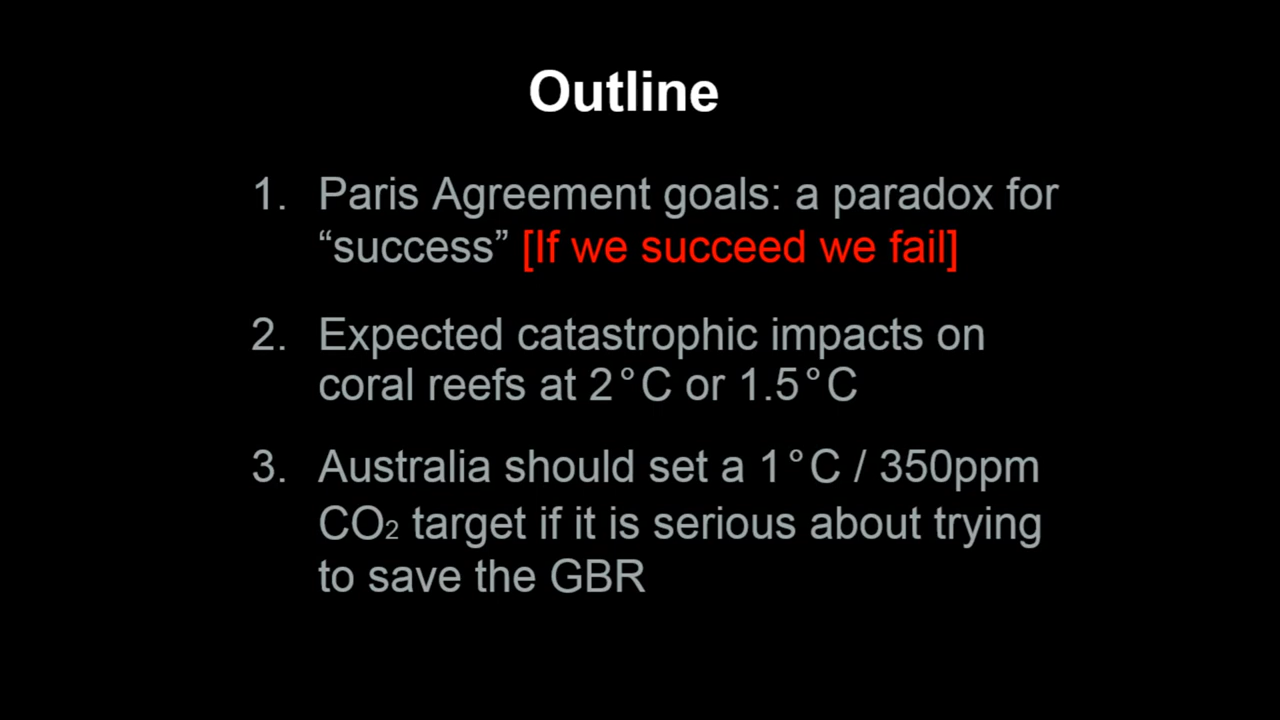 Outline
1. Paris Agreement goals: a paradox for
“success” [If we succeed we fail]
2. Expected catastrophic impacts on
coral reefs at 2°C or 1.5°C
3. Australia should set a 1°C / 350ppm
CO₂ target if it is serious about trying
to save the GBR